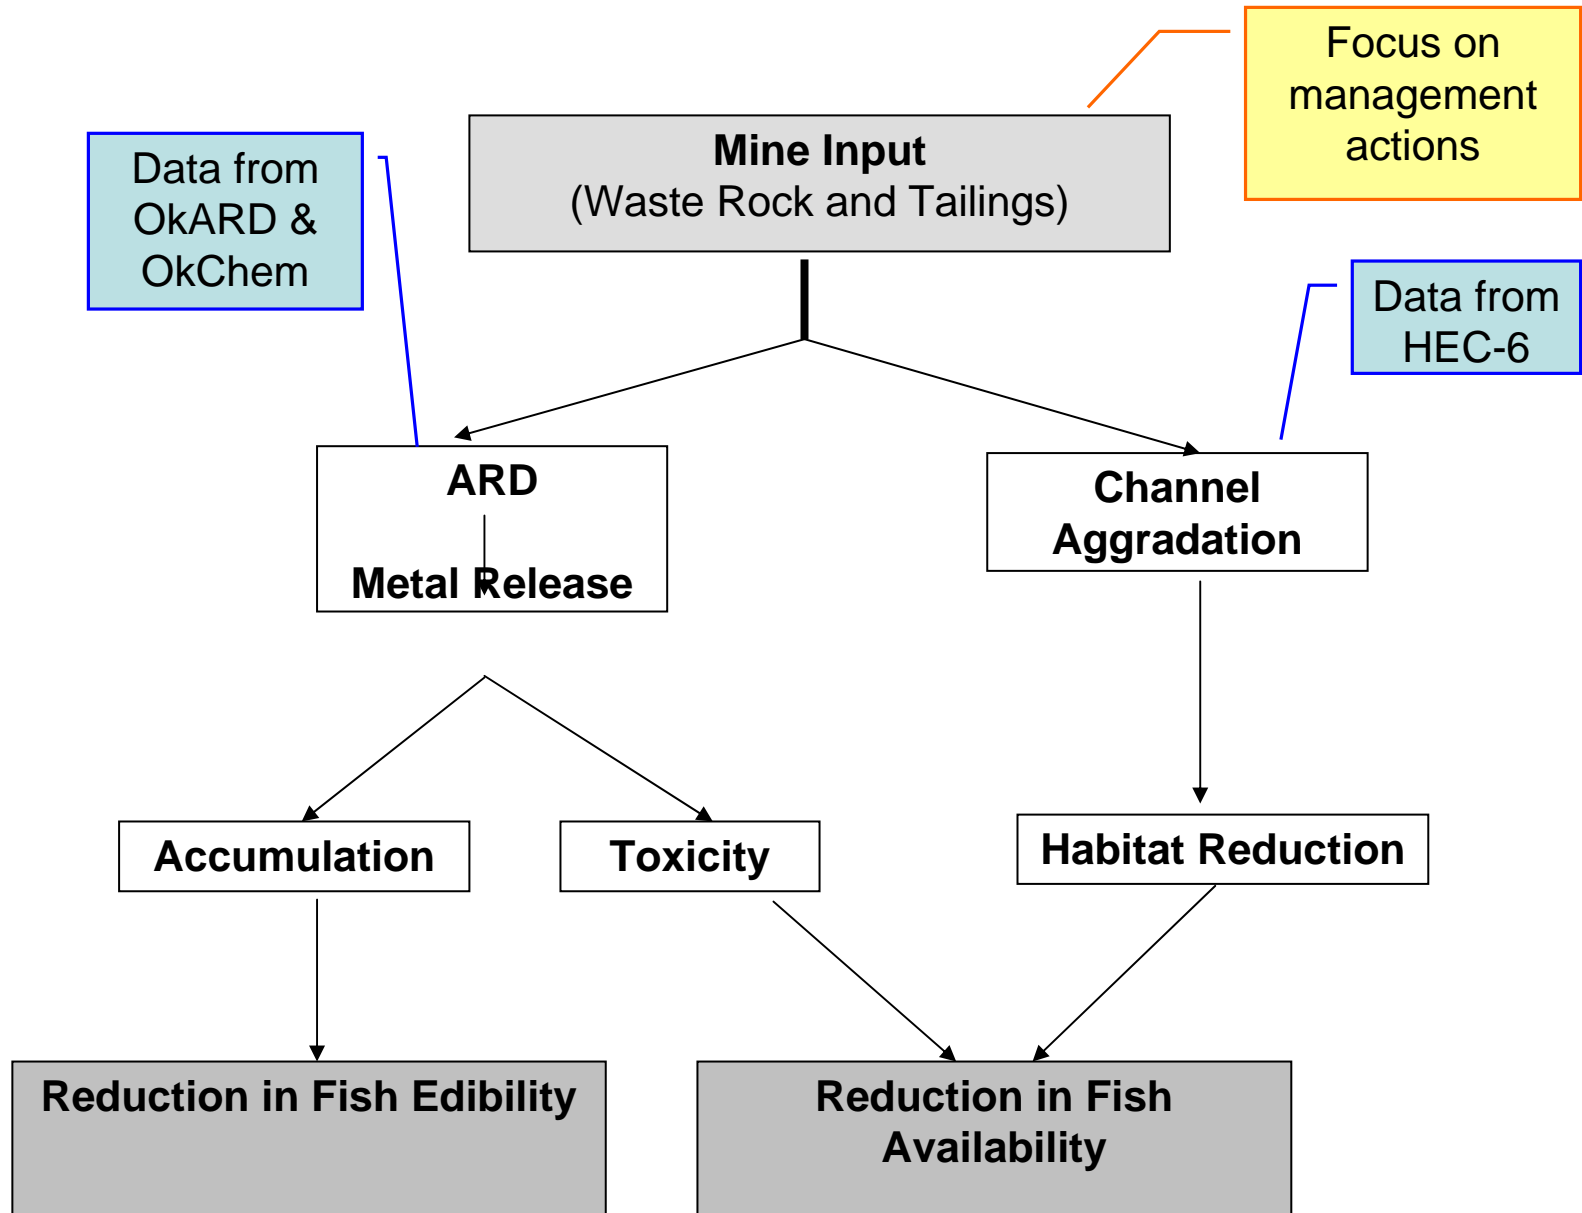 Focus on
management
actions
Mine Input
(Waste Rock and Tailings)
Data from
OkARD &
OkChem
Data from
HEC-6
ARD
Metal Release
Channel
Aggradation
Accumulation
Toxicity
Habitat Reduction
Reduction in Fish Edibility
Reduction in Fish
Availability